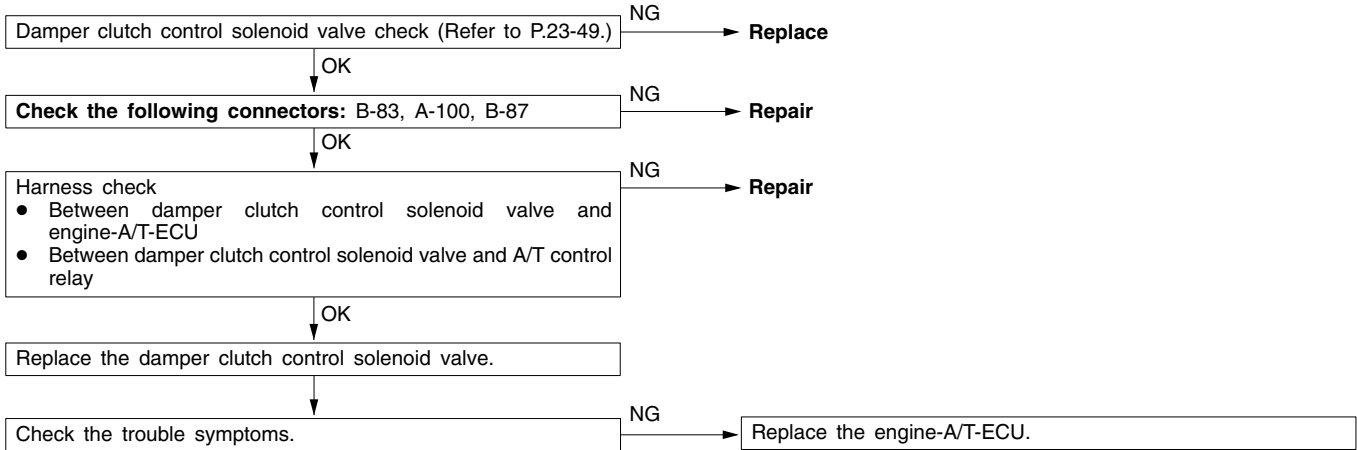 NG
Damper clutch control solenoid valve check (Refer to P.23-49.)
Replace
OK
NG
Check the following connectors: B-83, A-100, B-87
Repair
OK
NG
Harness check
Repair
● Between damper clutch control solenoid valve and
engine-A/T-ECU
● Between damper clutch control solenoid valve and A/T control
relay
OK
Replace the damper clutch control solenoid valve.
NG
Check the trouble symptoms.
Replace the engine-A/T-ECU.